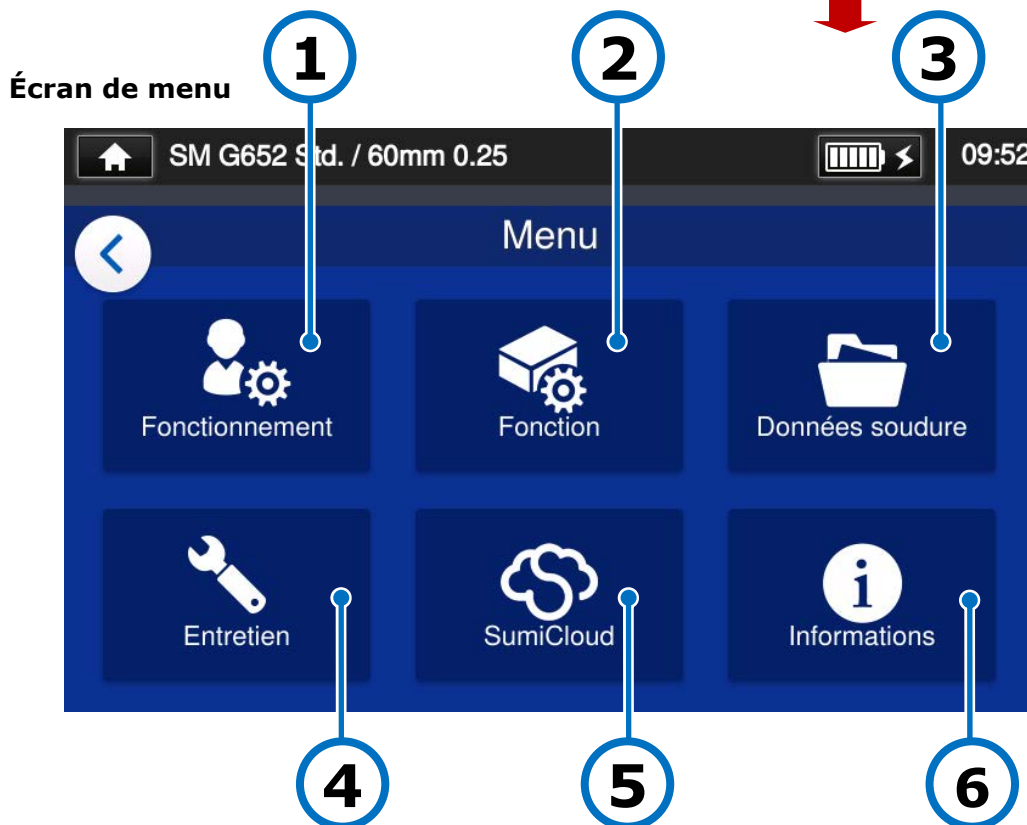 1 2 3
Écran de menu
SM G652 Std. / 60mm 0.25 09:52
Menu
Fonctionnement Fonction Données soudure
Entretien SumiCloud Informations
4 5 6